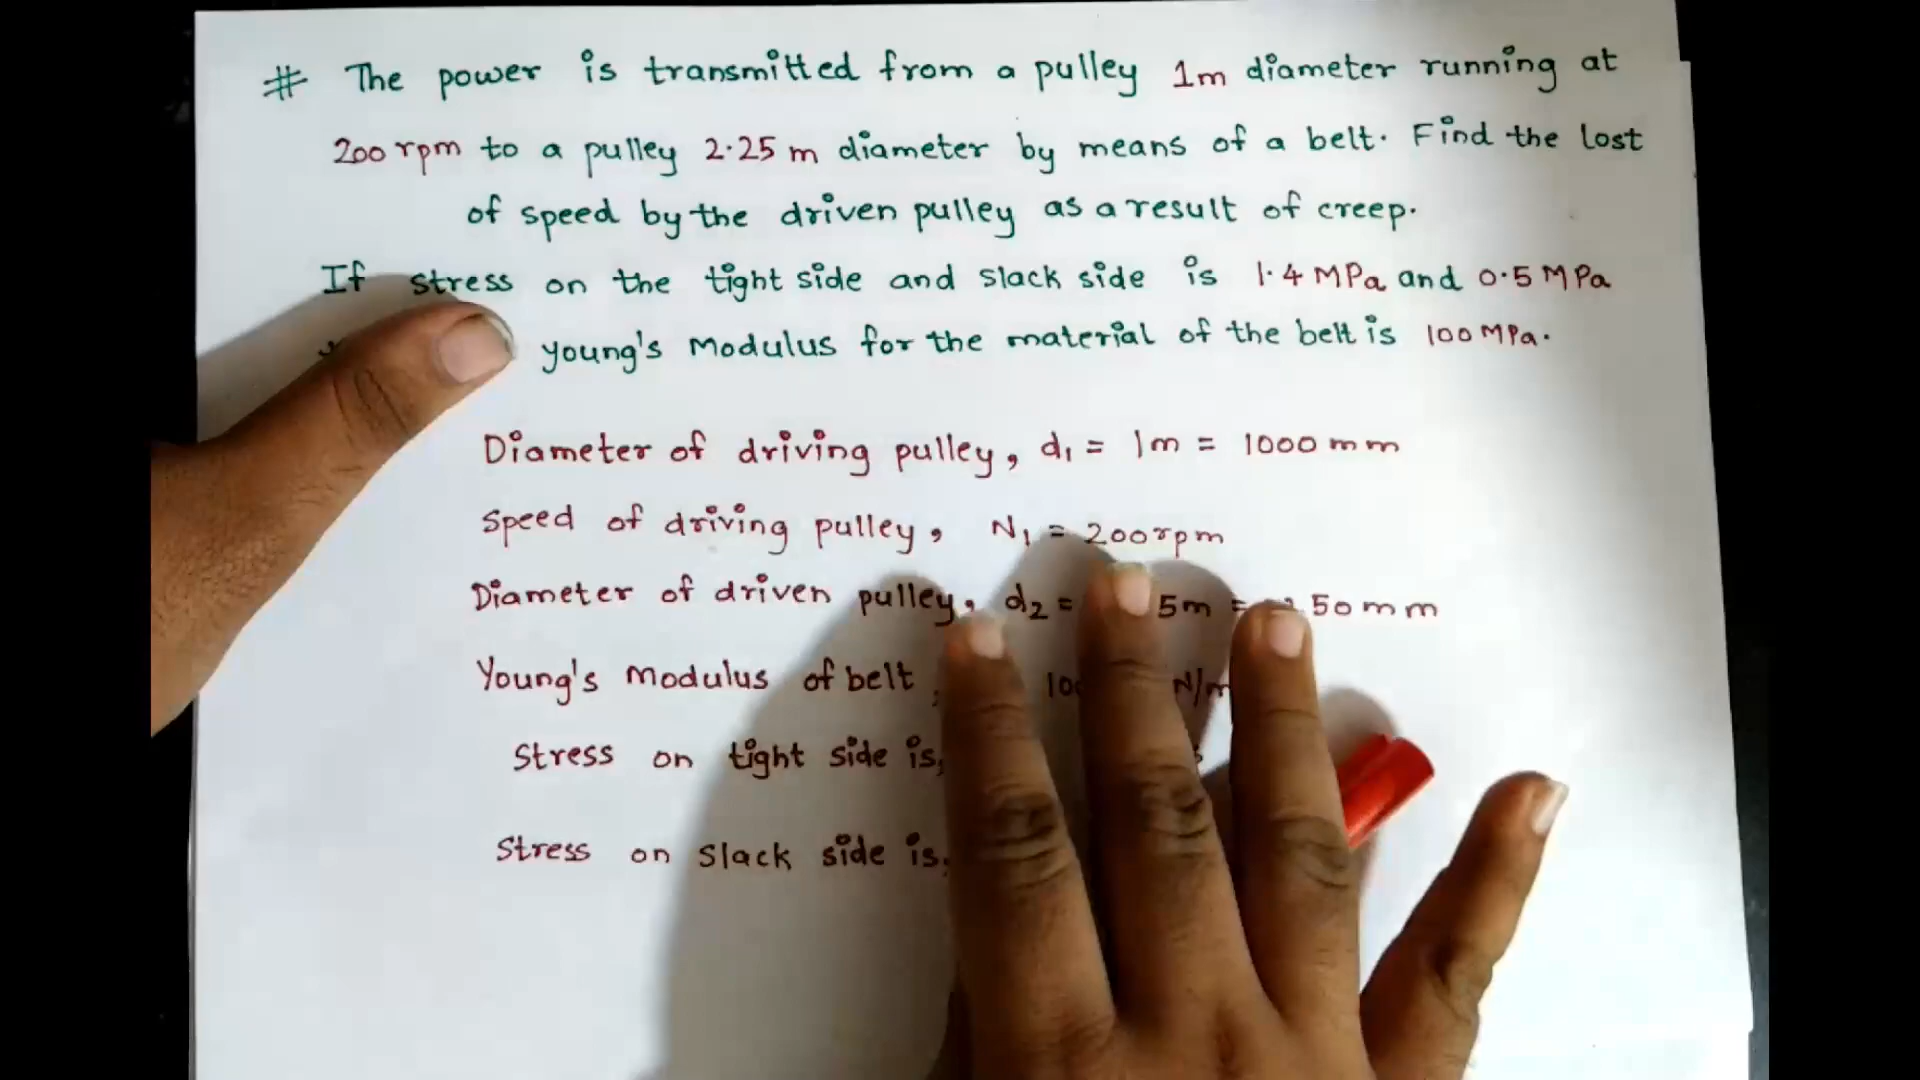 # The power is transmitted from a pulley 1m diameter running at
200 rpm to a pulley 2.25 m diameter by means of a belt. Find the lost
of speed by the driven pulley as a result of creep.
If stress on the tight side and slack side is 1.4 MPa and 0.5 MPa
young's Modulus for the material of the belt is 100 MPa.
Diameter of driving pulley, d₁ = 1m = 1000 mm
Speed of driving pulley, N₁ = 200 rpm
Diameter of driven pulley, d₂ = 5m = 50 mm
Young's Modulus of belt,
Stress on tight side is,
Stress on slack side is,